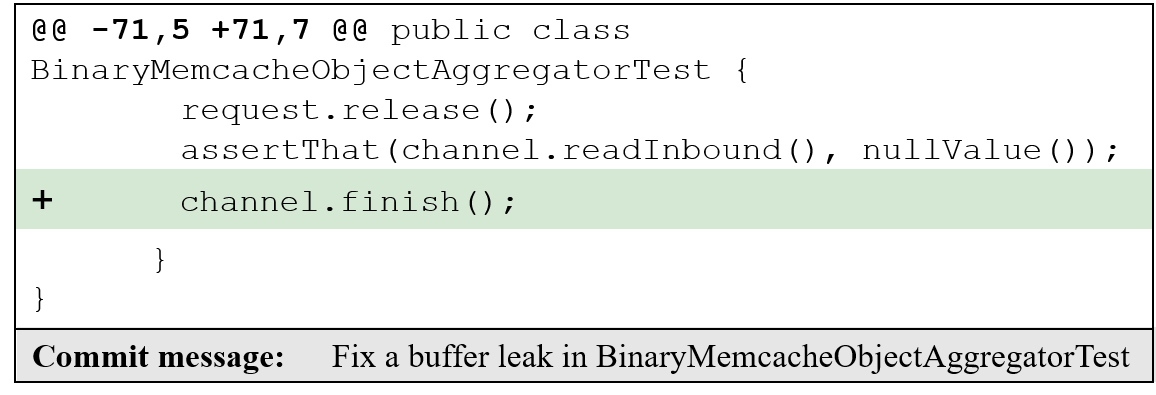 @@ -71,5 +71,7 @@ public class
BinaryMemcacheObjectAggregatorTest {
request.release();
assertThat(channel.readInbound(), nullValue());
+ channel.finish();
}
}
Commit message: Fix a buffer leak in BinaryMemcacheObjectAggregatorTest